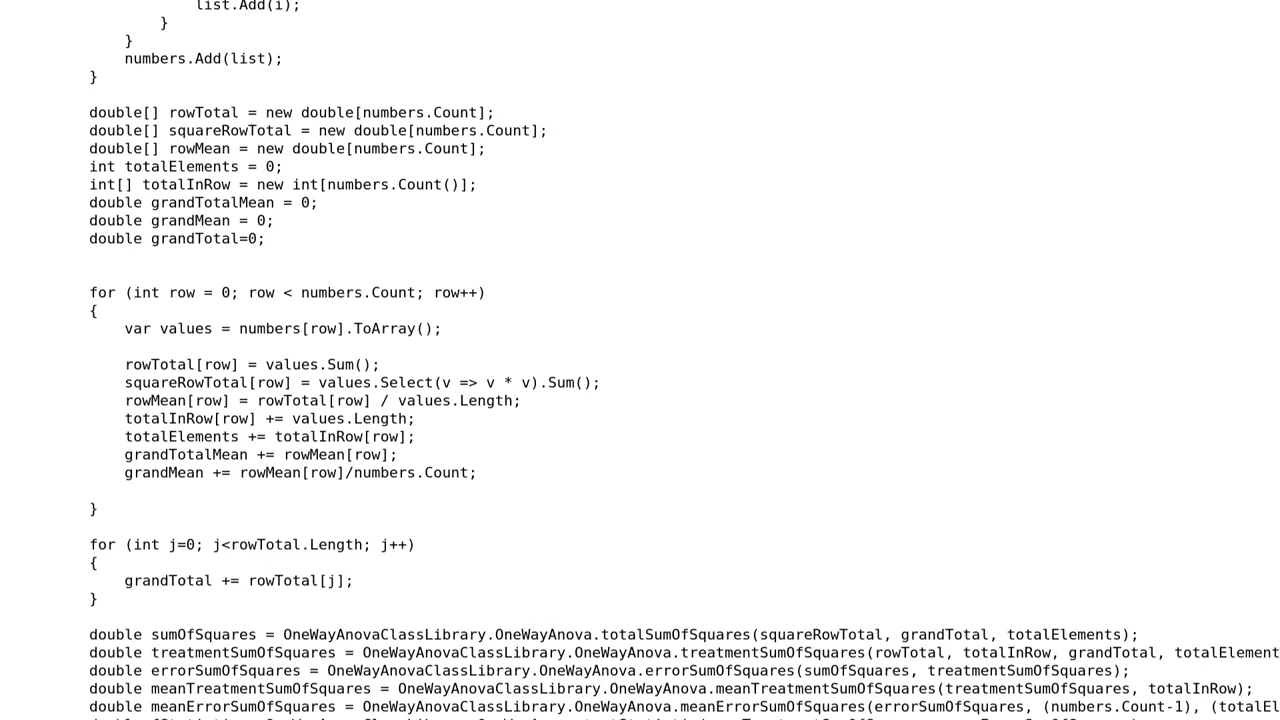 list.Add(i);
}
}
numbers.Add(list);
}
double[] rowTotal = new double[numbers.Count];
double[] squareRowTotal = new double[numbers.Count];
double[] rowMean = new double[numbers.Count];
int totalElements = 0;
int[] totalInRow = new int[numbers.Count()];
double grandTotalMean = 0;
double grandMean = 0;
double grandTotal=0;
for (int row = 0; row < numbers.Count; row++)
{
var values = numbers[row].ToArray();
rowTotal[row] = values.Sum();
squareRowTotal[row] = values.Select(v => v * v).Sum();
rowMean[row] = rowTotal[row] / values.Length;
totalInRow[row] += values.Length;
totalElements += totalInRow[row];
grandTotalMean += rowMean[row];
grandMean += rowMean[row]/numbers.Count;
}
for (int j=0; j<rowTotal.Length; j++)
{
grandTotal += rowTotal[j];
}
double sumOfSquares = OneWayAnovaClassLibrary.OneWayAnova.totalSumOfSquares(squareRowTotal, grandTotal, totalElements);
double treatmentSumOfSquares = OneWayAnovaClassLibrary.OneWayAnova.treatmentSumOfSquares(rowTotal, totalInRow, grandTotal, totalElement
double errorSumOfSquares = OneWayAnovaClassLibrary.OneWayAnova.errorSumOfSquares(sumOfSquares, treatmentSumOfSquares);
double meanTreatmentSumOfSquares = OneWayAnovaClassLibrary.OneWayAnova.meanTreatmentSumOfSquares(treatmentSumOfSquares, totalInRow);
double meanErrorSumOfSquares = OneWayAnovaClassLibrary.OneWayAnova.meanErrorSumOfSquares(errorSumOfSquares, (numbers.Count-1), (totalEl